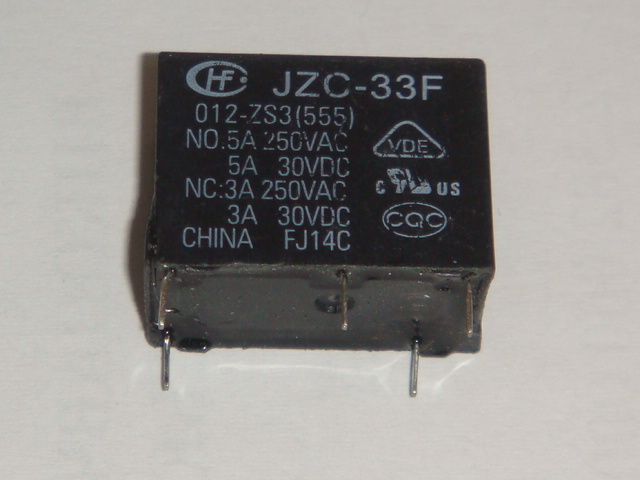 HF JZC-33F
012-ZS3(555)
NO:5A 250VAC
5A 30VDC
NC:3A 250VAC
3A 30VDC
CHINA FJ14C
VDE
c RU US
CQC